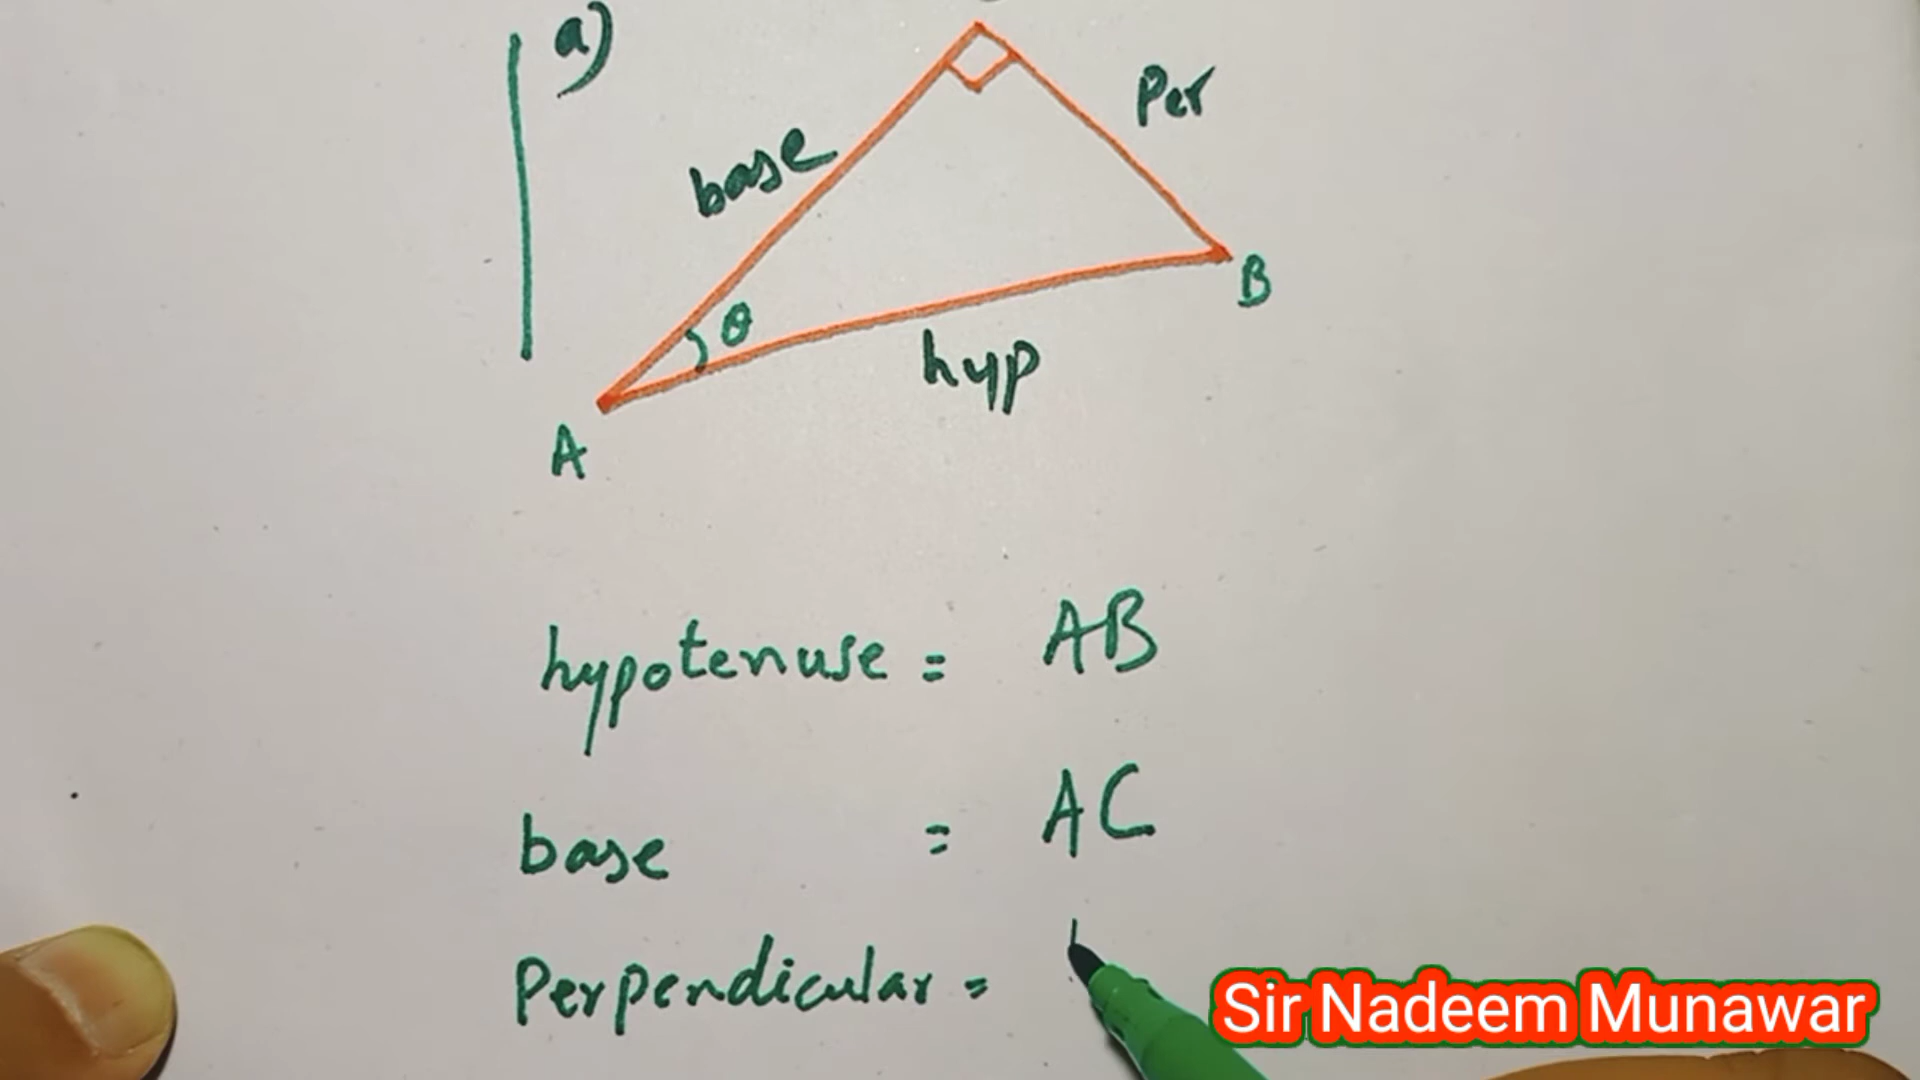 a)
Per
base
θ
B
hyp
A
hypotenuse = AB
base = AC
Perpendicular =
Sir Nadeem Munawar